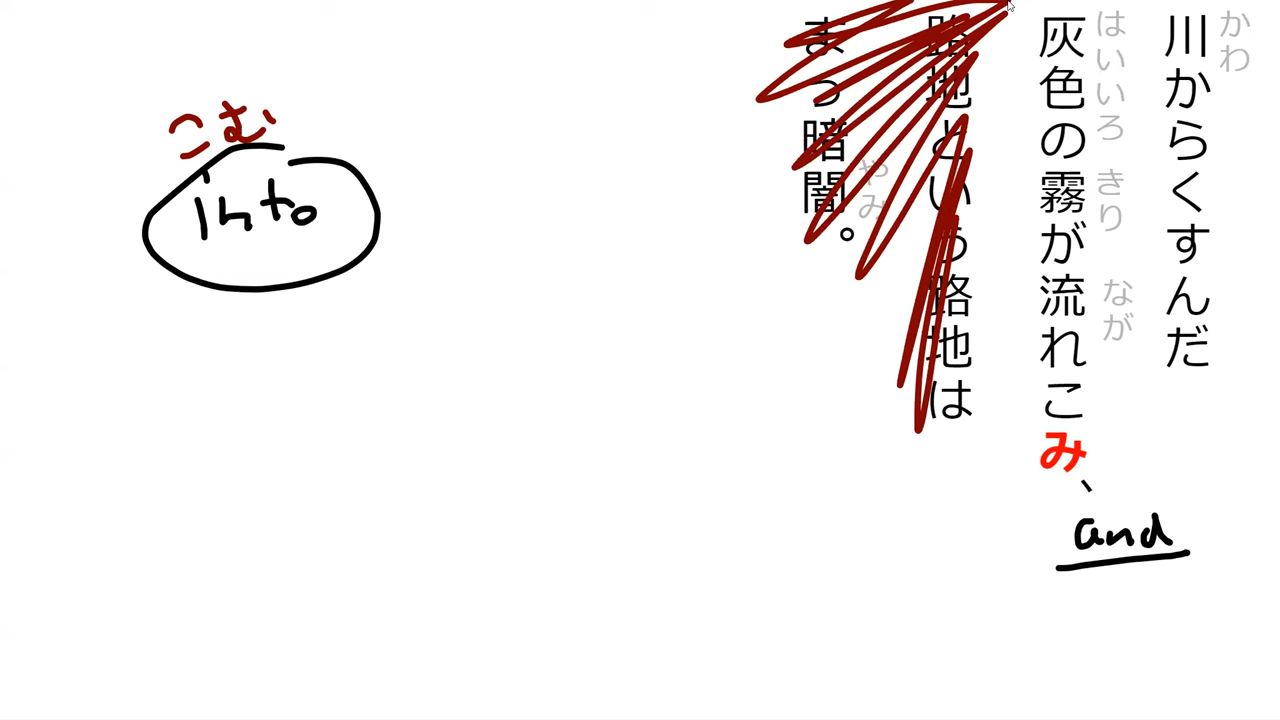 川からくすんだ
かわ
灰色の霧が流れこみ、
はいいろ きり なが
路地という路地は
まっ暗闇。
やみ
and
こむ
into